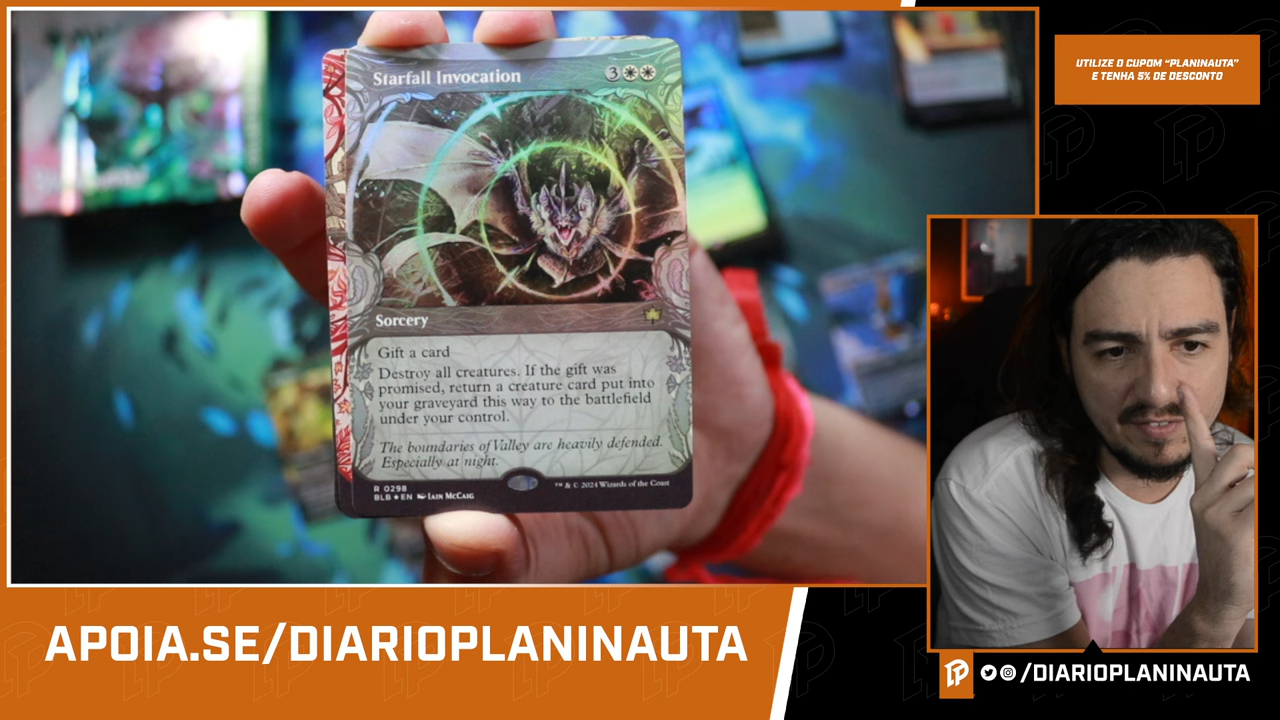 Starfall Invocation
3
Sorcery
Gift a card
Destroy all creatures. If the gift was
promised, return a creature card put into
your graveyard this way to the battlefield
under your control.
The boundaries of Valley are heavily defended.
Especially at night.
R 0298
BLB ★ EN Iain McCaig
™ & © 2024 Wizards of the Coast
UTILIZE O CUPOM "PLANINAUTA"
E TENHA 5% DE DESCONTO
APOIA.SE/DIARIOPLANINAUTA
/DIARIOPLANINAUTA